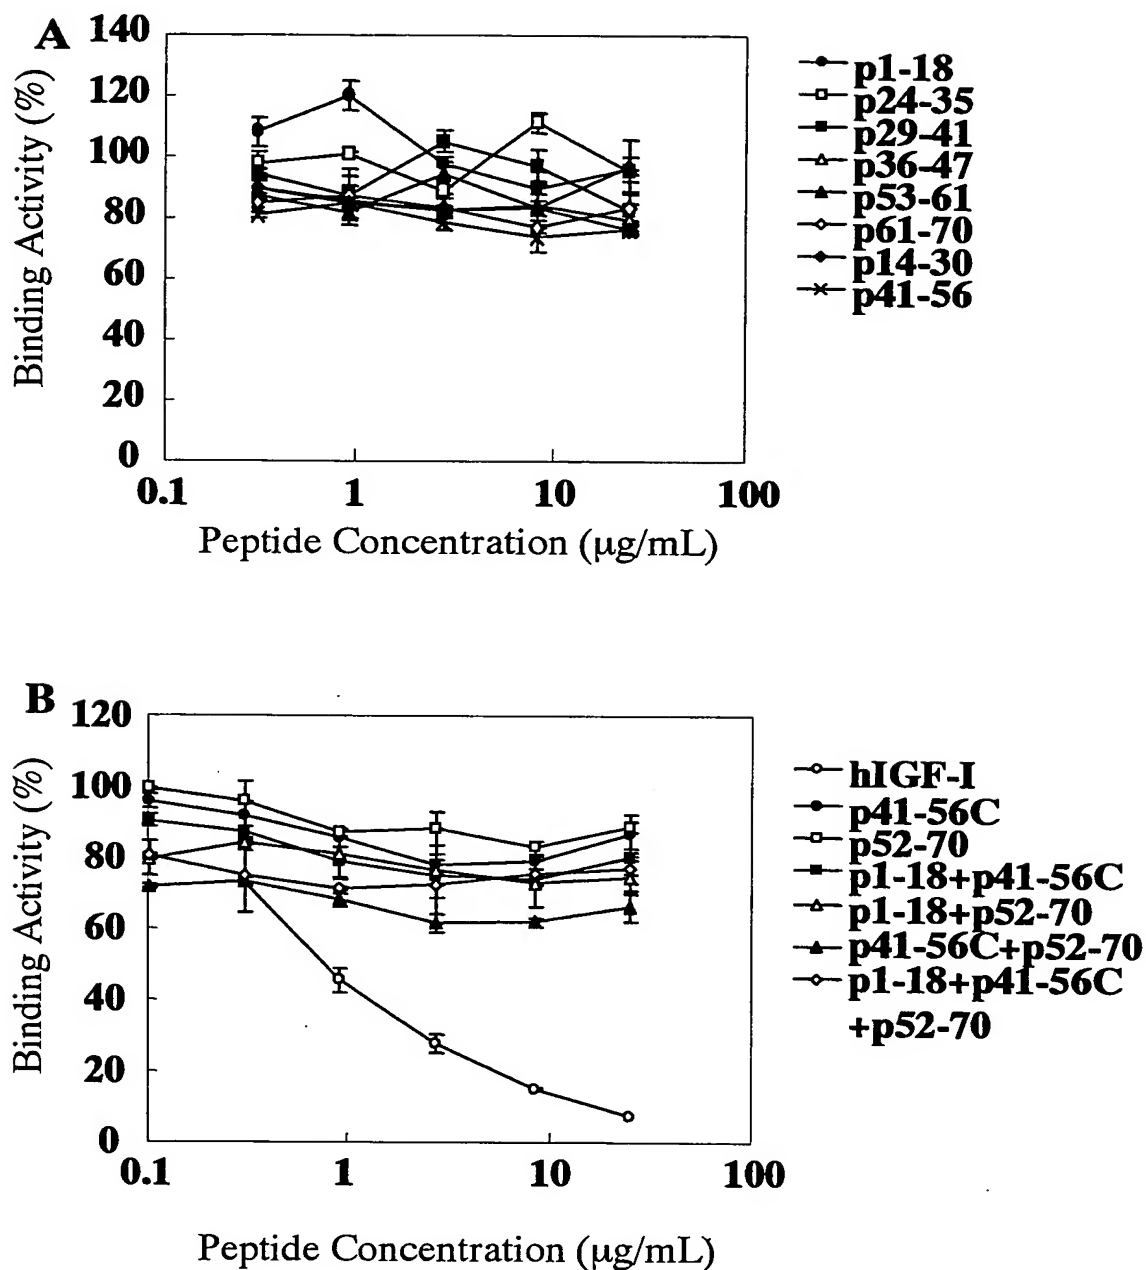 A
140
120
100
80
60
40
20
0
0.1 1 10 100
Binding Activity (%)
Peptide Concentration (μg/mL)
p1-18
p24-35
p29-41
p36-47
p53-61
p61-70
p14-30
p41-56
B
120
100
80
60
40
20
0
0.1 1 10 100
Binding Activity (%)
Peptide Concentration (μg/mL)
hIGF-I
p41-56C
p52-70
p1-18+p41-56C
p1-18+p52-70
p41-56C+p52-70
p1-18+p41-56C
+p52-70